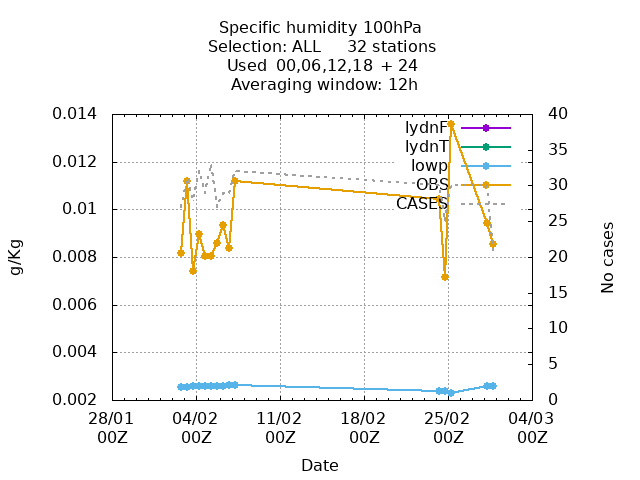 Specific humidity 100hPa
Selection: ALL 32 stations
Used 00,06,12,18 + 24
Averaging window: 12h
0.014
0.012
0.01
0.008
0.006
0.004
0.002
g/Kg
40
35
30
25
20
15
10
5
0
No cases
lydnF
lydnT
lowp
OBS
CASES
28/01 04/02 11/02 18/02 25/02 04/03
00Z 00Z 00Z 00Z 00Z 00Z
Date